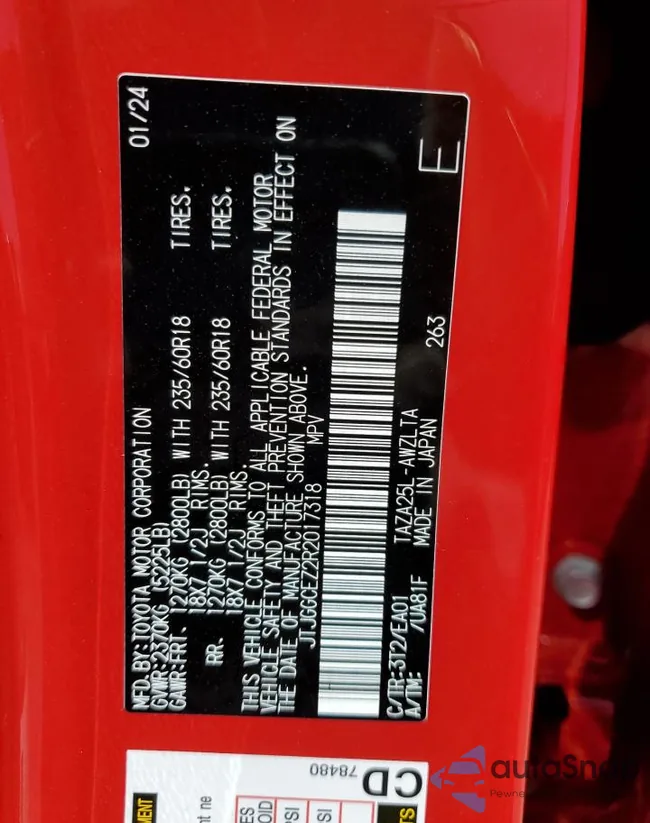 MFD. BY: TOYOTA MOTOR CORPORATION 01/24
GVWR: 2370KG (5225LB)
GAWR: FRT. 1270KG (2800LB) WITH 235/60R18 TIRES.
18X7 1/2J RIMS.
RR. 1270KG (2800LB) WITH 235/60R18 TIRES.
18X7 1/2J RIMS.
THIS VEHICLE CONFORMS TO ALL APPLICABLE FEDERAL MOTOR
VEHICLE SAFETY AND THEFT PREVENTION STANDARDS IN EFFECT ON
THE DATE OF MANUFACTURE SHOWN ABOVE.
JTJGGCEZ2R2017318 MPV
C/TR: 3T2/EA01 TAZA25L-AWZLTA
A/TM: /UA81F MADE IN JAPAN 263 E
78480
CD